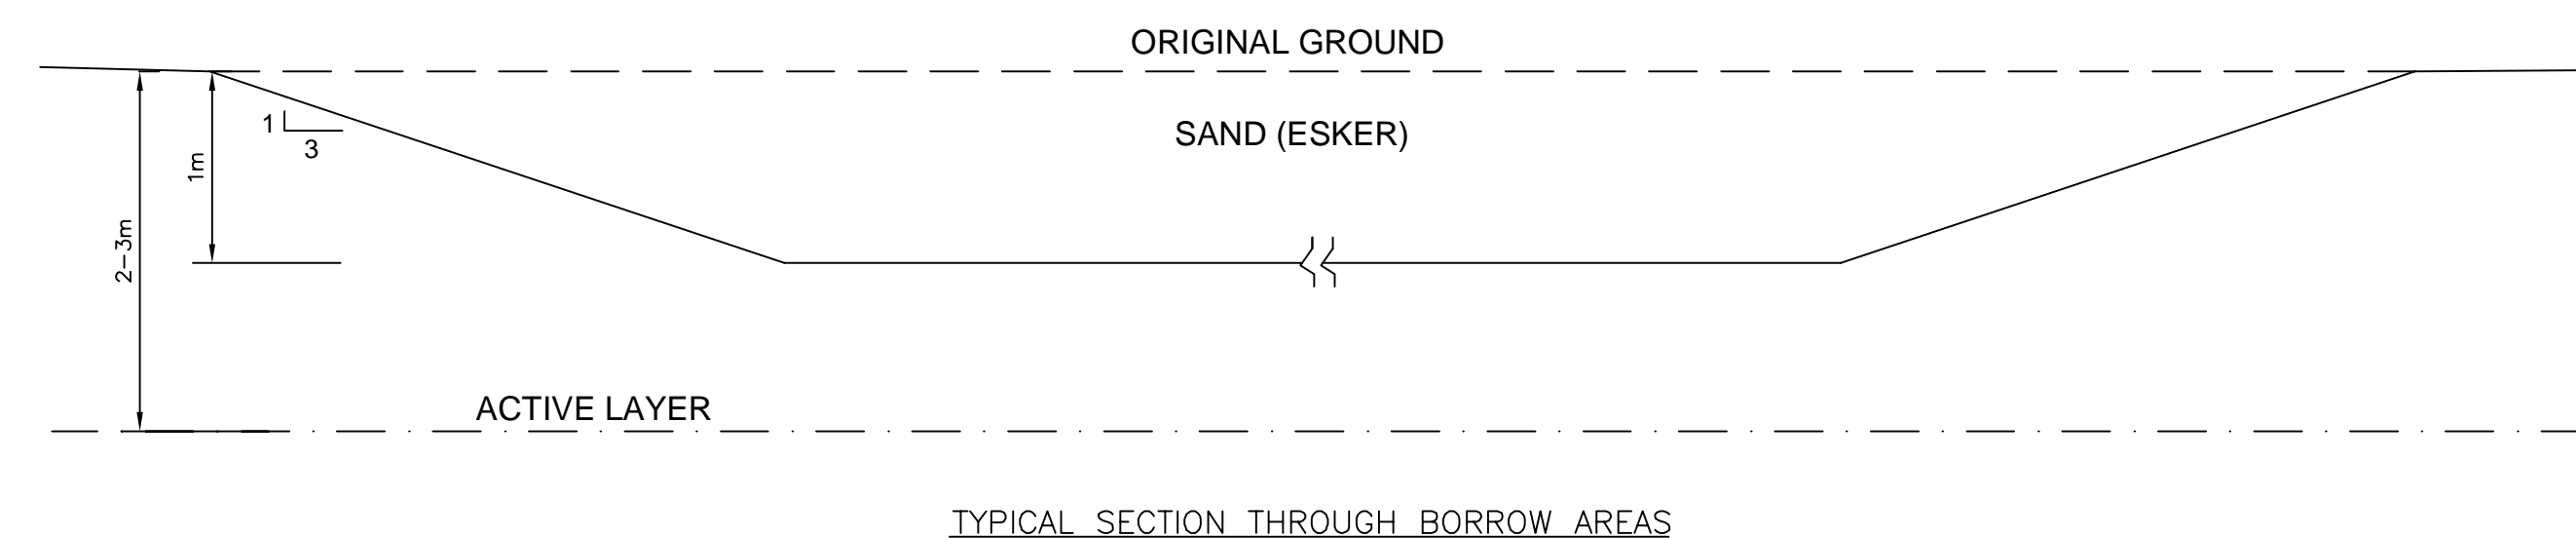 ORIGINAL GROUND
SAND (ESKER)
1
3
1m
2-3m
ACTIVE LAYER
TYPICAL SECTION THROUGH BORROW AREAS